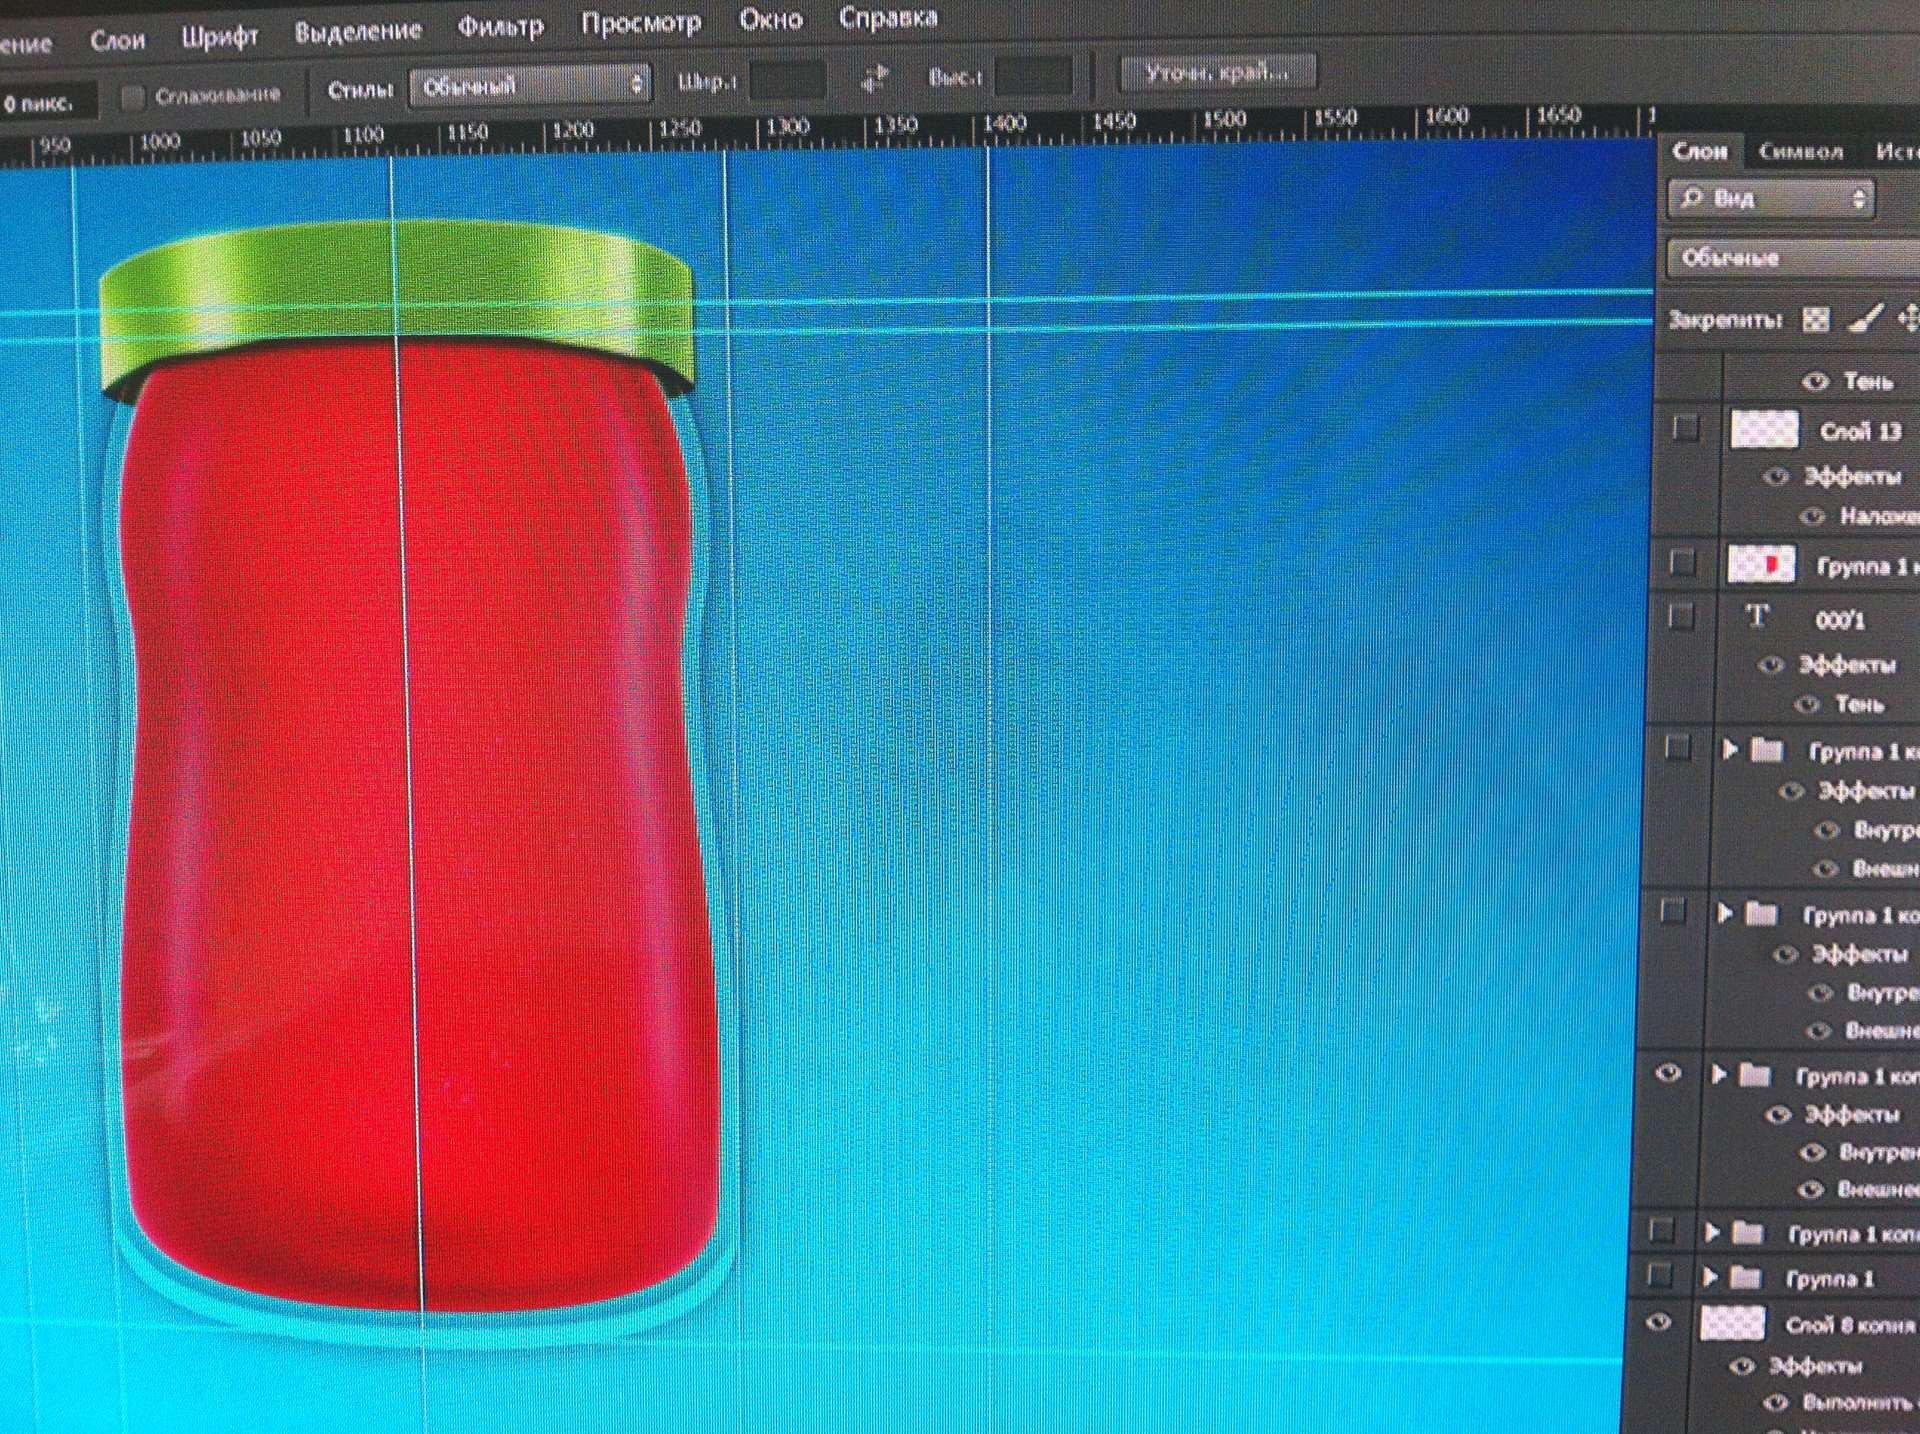 ение Слои Шрифт Выделение Фильтр Просмотр Окно Справка
0 пикс. Сглаживание Стиль: Обычный Шир.: Выс.: Уточн. край...
950 1000 1050 1100 1150 1200 1250 1300 1350 1400 1450 1500 1550 1600 1650 1
Слои Символ Исто
Вид
Обычные
Закрепить:
Тень
Слой 13
Эффекты
Наложе
Группа 1 к
T 000'1
Эффекты
Тень
Группа 1 ко
Эффекты
Внутре
Внешн
Группа 1 ко
Эффекты
Внутре
Внешне
Группа 1 коп
Эффекты
Внутрен
Внешнее
Группа 1 копи
Группа 1
Слой 8 копия
Эффекты
Выполнить